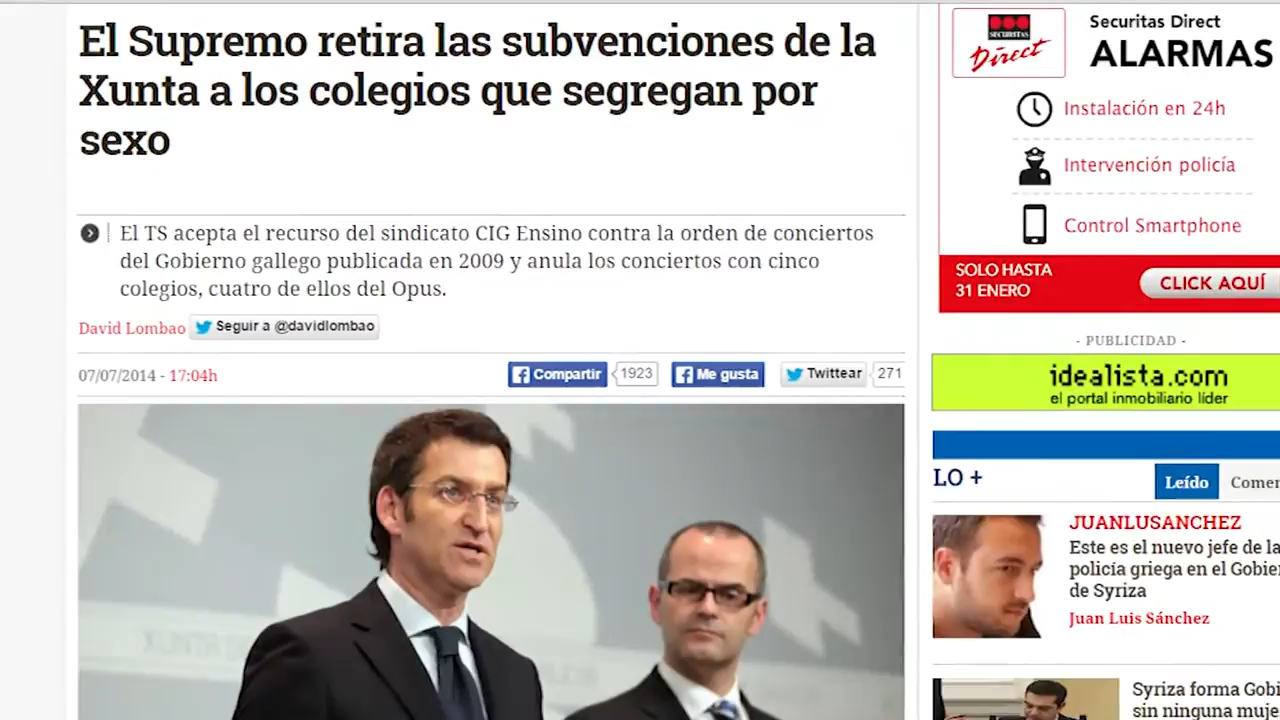 El Supremo retira las subvenciones de la
Xunta a los colegios que segregan por
sexo
El TS acepta el recurso del sindicato CIG Ensino contra la orden de conciertos
del Gobierno gallego publicada en 2009 y anula los conciertos con cinco
colegios, cuatro de ellos del Opus.
David Lombao Seguir a @davidlombao
07/07/2014 - 17:04h
Compartir 1923 Me gusta Twittear 271
SECURITAS
Direct
Securitas Direct
ALARMAS
Instalación en 24h
Intervención policía
Control Smartphone
SOLO HASTA
31 ENERO
CLICK AQUÍ
- PUBLICIDAD -
idealista.com
el portal inmobiliario líder
LO +
Leído Comen
JUANLUSANCHEZ
Este es el nuevo jefe de la
policía griega en el Gobier
de Syriza
Juan Luis Sánchez
Syriza forma Gobi
sin ninguna muje